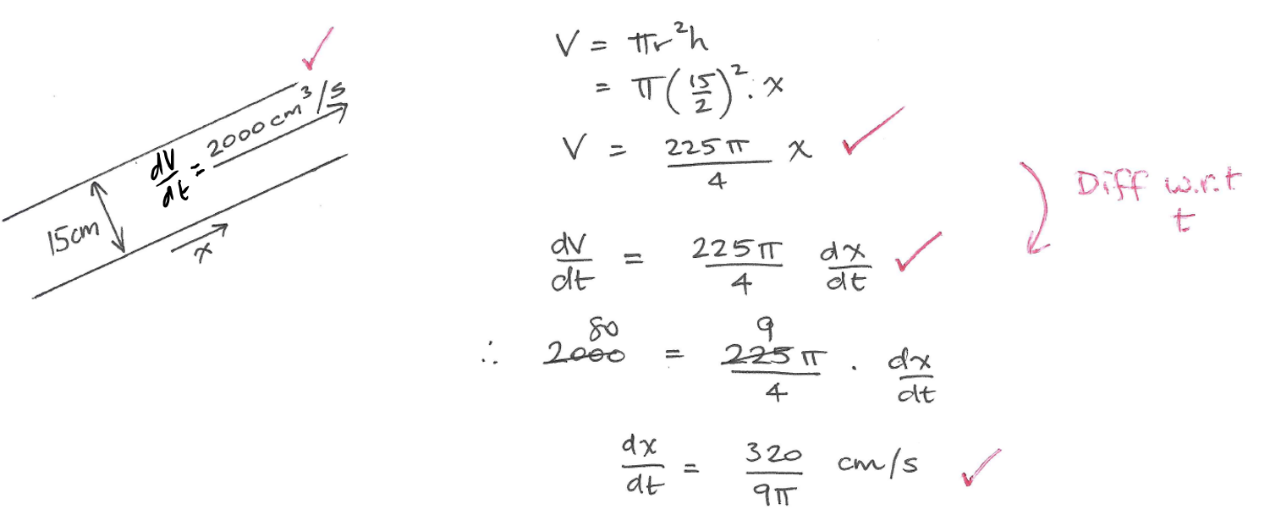 dV/dt = 2000 cm³/s
15cm
x
V = πr²h
= π(15/2)² . x
V = 225π/4 x ✓
Diff w.r.t
t
dV/dt = 225π/4 dx/dt ✓
80 9
∴ 2000 = 225π/4 . dx/dt
dx/dt = 320/9π cm/s ✓